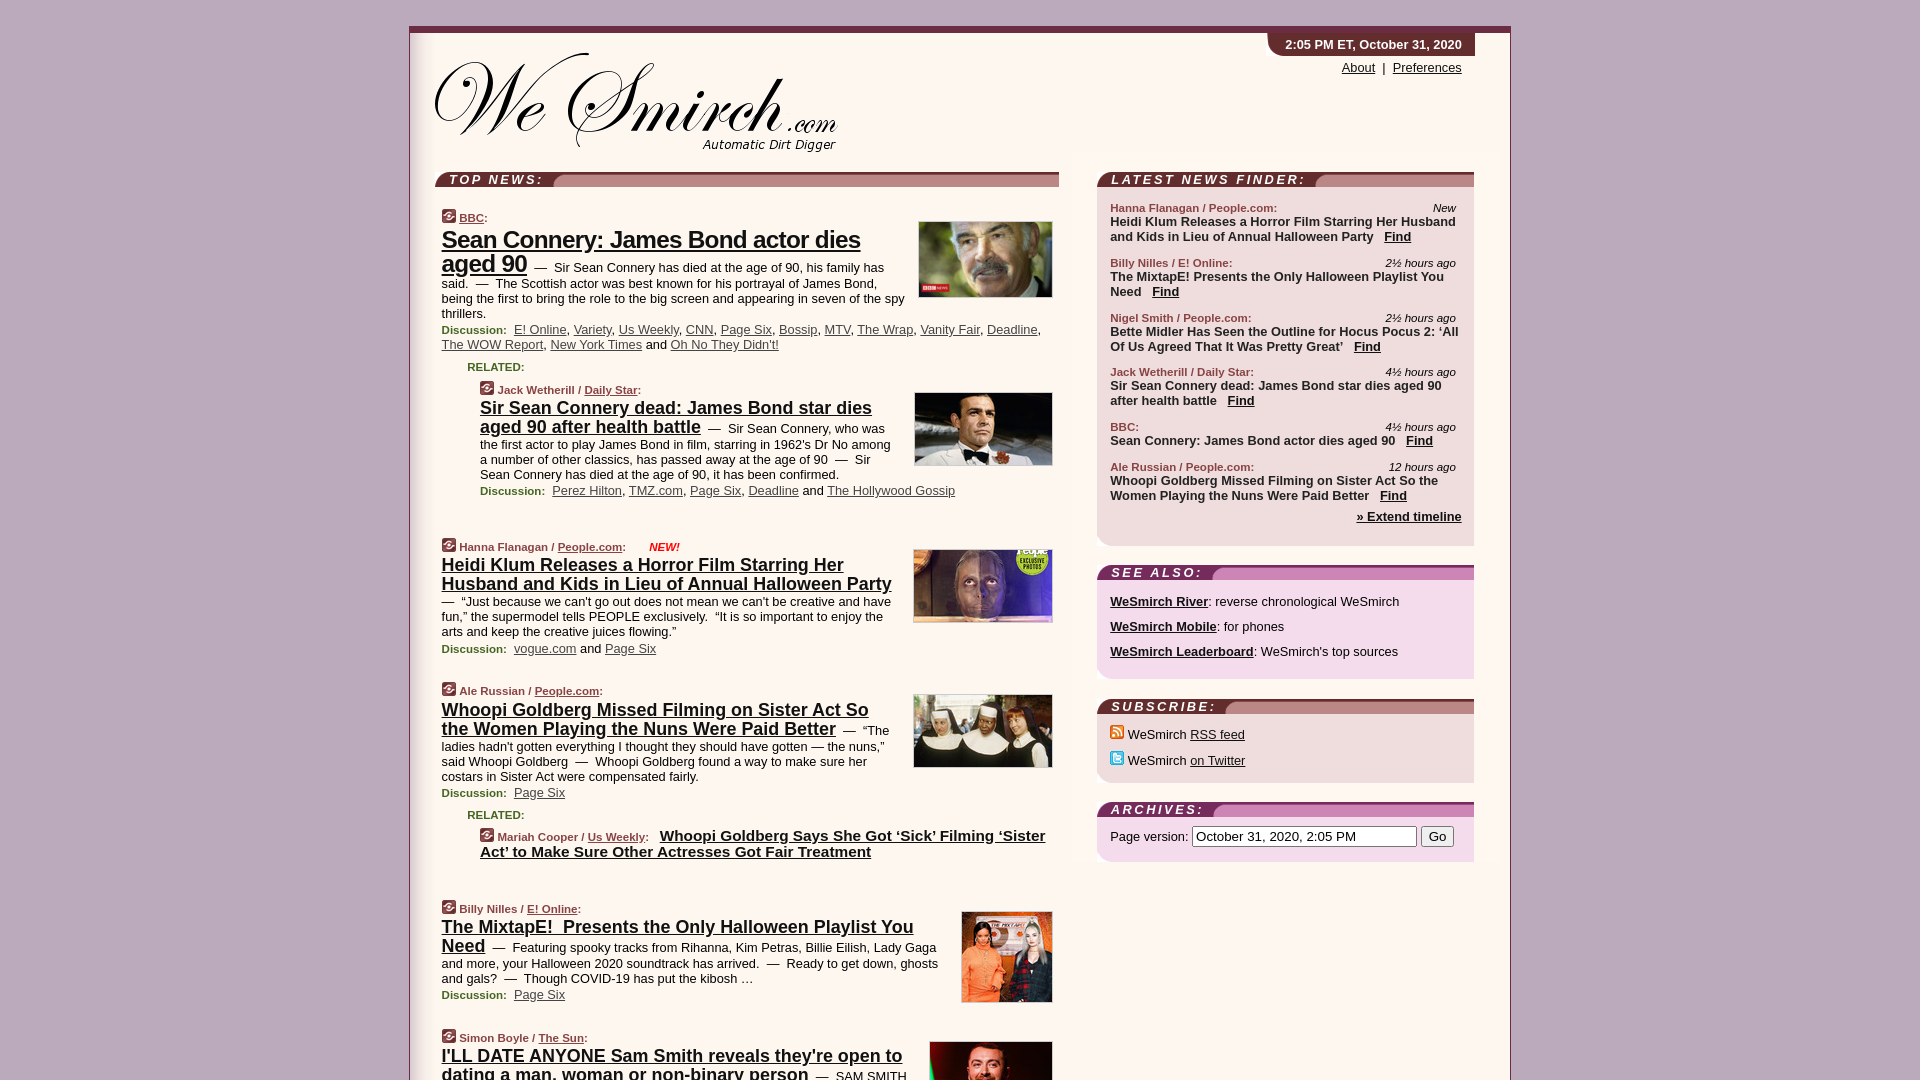 2:05 PM ET, October 31, 2020
About | Preferences
We Smirch .com
Automatic Dirt Digger
TOP NEWS:
BBC:
Sean Connery: James Bond actor dies
aged 90 — Sir Sean Connery has died at the age of 90, his family has
said. — The Scottish actor was best known for his portrayal of James Bond,
being the first to bring the role to the big screen and appearing in seven of the spy
thrillers.
Discussion: E! Online, Variety, Us Weekly, CNN, Page Six, Bossip, MTV, The Wrap, Vanity Fair, Deadline,
The WOW Report, New York Times and Oh No They Didn't!
BBC NEWS
RELATED:
Jack Wetherill / Daily Star:
Sir Sean Connery dead: James Bond star dies
aged 90 after health battle — Sir Sean Connery, who was
the first actor to play James Bond in film, starring in 1962's Dr No among
a number of other classics, has passed away at the age of 90 — Sir
Sean Connery has died at the age of 90, it has been confirmed.
Discussion: Perez Hilton, TMZ.com, Page Six, Deadline and The Hollywood Gossip
Hanna Flanagan / People.com: NEW!
Heidi Klum Releases a Horror Film Starring Her
Husband and Kids in Lieu of Annual Halloween Party
— “Just because we can't go out does not mean we can't be creative and have
fun,” the supermodel tells PEOPLE exclusively. “It is so important to enjoy the
arts and keep the creative juices flowing.”
Discussion: vogue.com and Page Six
People
EXCLUSIVE
PHOTOS
Ale Russian / People.com:
Whoopi Goldberg Missed Filming on Sister Act So
the Women Playing the Nuns Were Paid Better — “The
ladies hadn't gotten everything I thought they should have gotten — the nuns,”
said Whoopi Goldberg — Whoopi Goldberg found a way to make sure her
costars in Sister Act were compensated fairly.
Discussion: Page Six
RELATED:
Mariah Cooper / Us Weekly: Whoopi Goldberg Says She Got ‘Sick’ Filming ‘Sister
Act’ to Make Sure Other Actresses Got Fair Treatment
Billy Nilles / E! Online:
The MixtapE! Presents the Only Halloween Playlist You
Need — Featuring spooky tracks from Rihanna, Kim Petras, Billie Eilish, Lady Gaga
and more, your Halloween 2020 soundtrack has arrived. — Ready to get down, ghosts
and gals? — Though COVID-19 has put the kibosh …
Discussion: Page Six
THE MIXTAPE!
Simon Boyle / The Sun:
I'LL DATE ANYONE Sam Smith reveals they're open to
dating a man, woman or non-binary person — SAM SMITH
LATEST NEWS FINDER:
Hanna Flanagan / People.com: New
Heidi Klum Releases a Horror Film Starring Her Husband
and Kids in Lieu of Annual Halloween Party Find
Billy Nilles / E! Online: 2½ hours ago
The MixtapE! Presents the Only Halloween Playlist You
Need Find
Nigel Smith / People.com: 2½ hours ago
Bette Midler Has Seen the Outline for Hocus Pocus 2: ‘All
Of Us Agreed That It Was Pretty Great’ Find
Jack Wetherill / Daily Star: 4½ hours ago
Sir Sean Connery dead: James Bond star dies aged 90
after health battle Find
BBC: 4½ hours ago
Sean Connery: James Bond actor dies aged 90 Find
Ale Russian / People.com: 12 hours ago
Whoopi Goldberg Missed Filming on Sister Act So the
Women Playing the Nuns Were Paid Better Find
» Extend timeline
SEE ALSO:
WeSmirch River: reverse chronological WeSmirch
WeSmirch Mobile: for phones
WeSmirch Leaderboard: WeSmirch's top sources
SUBSCRIBE:
WeSmirch RSS feed
WeSmirch on Twitter
ARCHIVES:
Page version: October 31, 2020, 2:05 PM Go